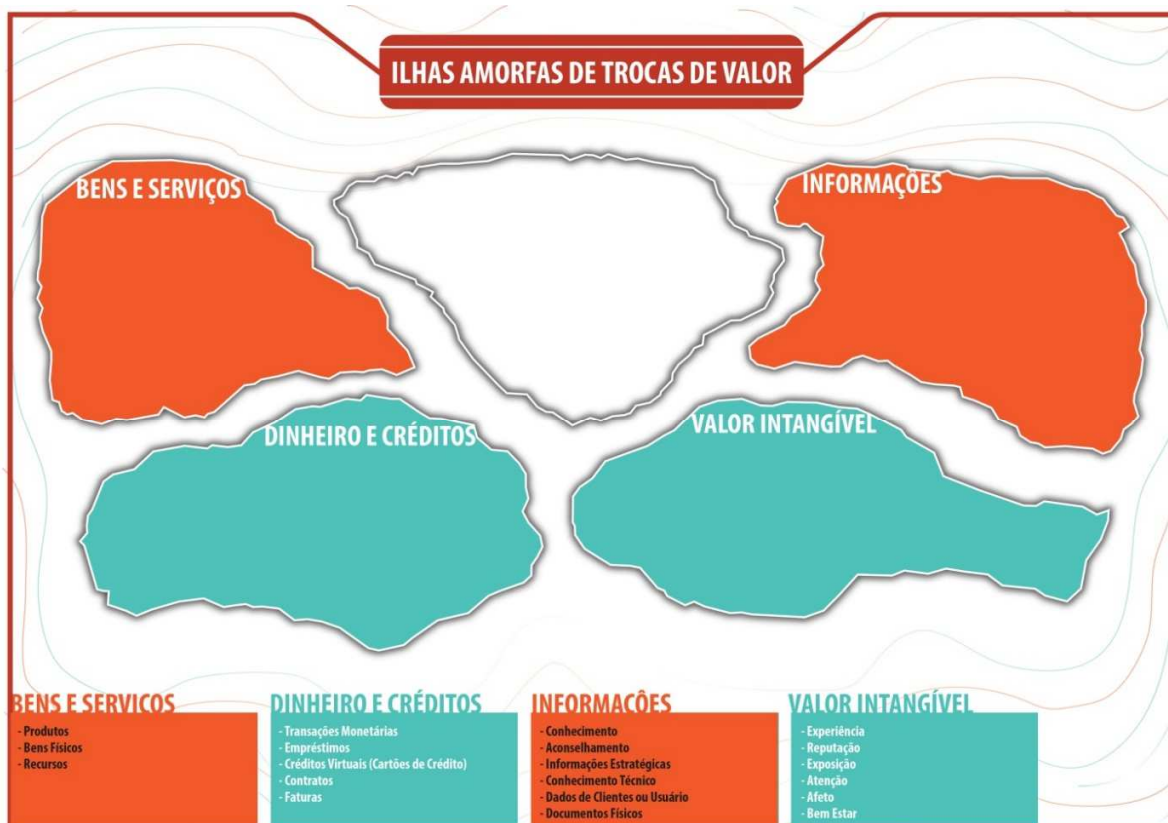 ILHAS AMORFAS DE TROCAS DE VALOR
BENS E SERVIÇOS
INFORMAÇÕES
DINHEIRO E CRÉDITOS
VALOR INTANGÍVEL
BENS E SERVICOS
- Produtos
- Bens Físicos
- Recursos
DINHEIRO E CRÉDITOS
- Transações Monetárias
- Empréstimos
- Créditos Virtuais (Cartões de Crédito)
- Contratos
- Faturas
INFORMACÔES
- Conhecimento
- Aconselhamento
- Informações Estratégicas
- Conhecimento Técnico
- Dados de Clientes ou Usuário
- Documentos Físicos
VALOR INTANGÍVEL
- Experiência
- Reputação
- Exposição
- Atenção
- Afeto
- Bem Estar